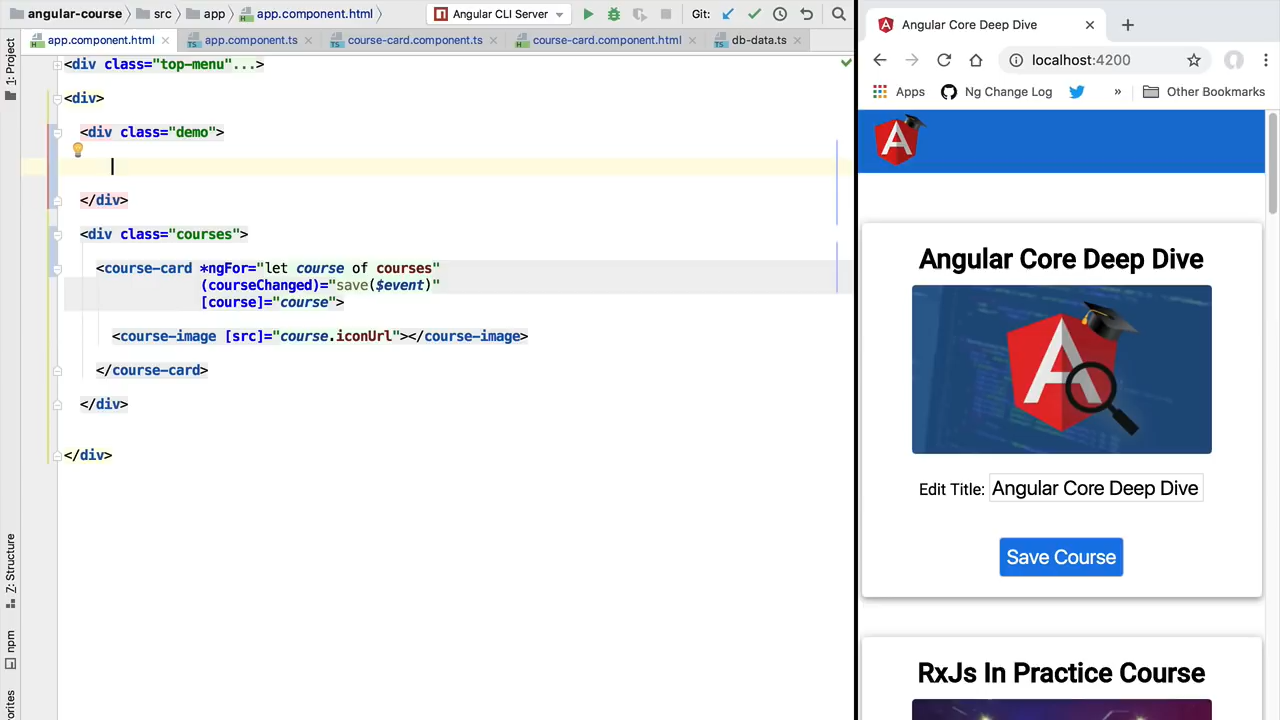 angular-course
src
app
app.component.html
Angular CLI Server
Git:
app.component.html
app.component.ts
course-card.component.ts
course-card.component.html
db-data.ts
1: Project
Z: Structure
npm
vorites
<div class="top-menu"...>
<div>
<div class="demo">
</div>
<div class="courses">
<course-card *ngFor="let course of courses"
(courseChanged)="save($event)"
[course]="course">
<course-image [src]="course.iconUrl"></course-image>
</course-card>
</div>
</div>
Angular Core Deep Dive
localhost:4200
Apps
Ng Change Log
»
Other Bookmarks
Angular Core Deep Dive
Edit Title: Angular Core Deep Dive
Save Course
RxJs In Practice Course